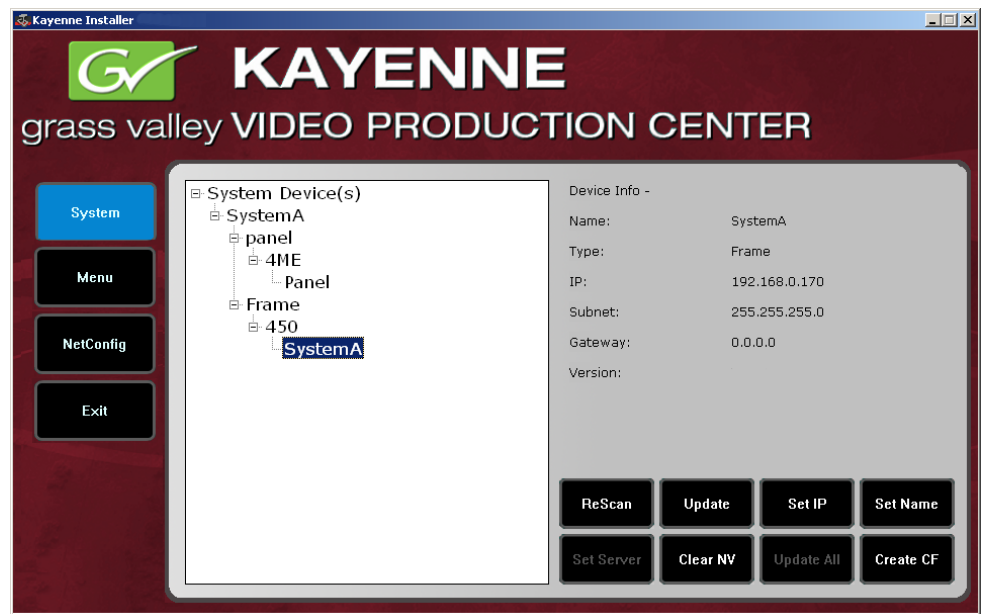 Kayenne Installer
GV KAYENNE
grass valley VIDEO PRODUCTION CENTER
System
Menu
NetConfig
Exit
System Device(s)
SystemA
panel
4ME
Panel
Frame
450
SystemA
Device Info -
Name: SystemA
Type: Frame
IP: 192.168.0.170
Subnet: 255.255.255.0
Gateway: 0.0.0.0
Version:
ReScan Update Set IP Set Name
Set Server Clear NV Update All Create CF